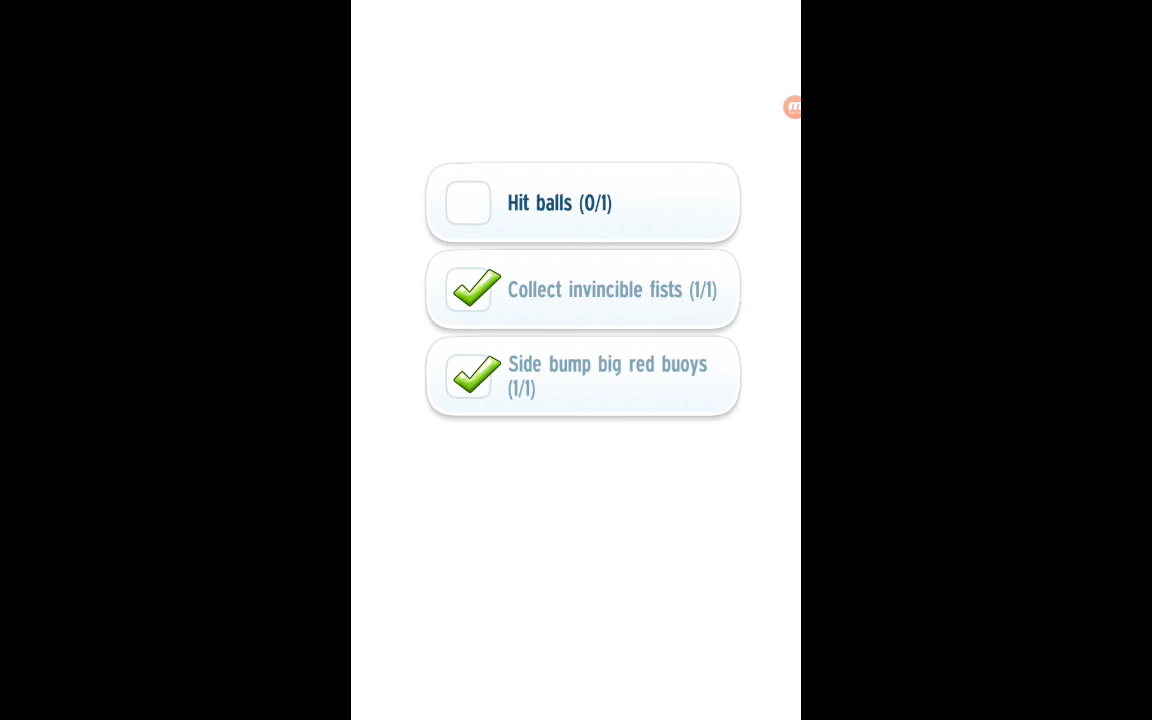 Hit balls (0/1)
Collect invincible fists (1/1)
Side bump big red buoys
(1/1)